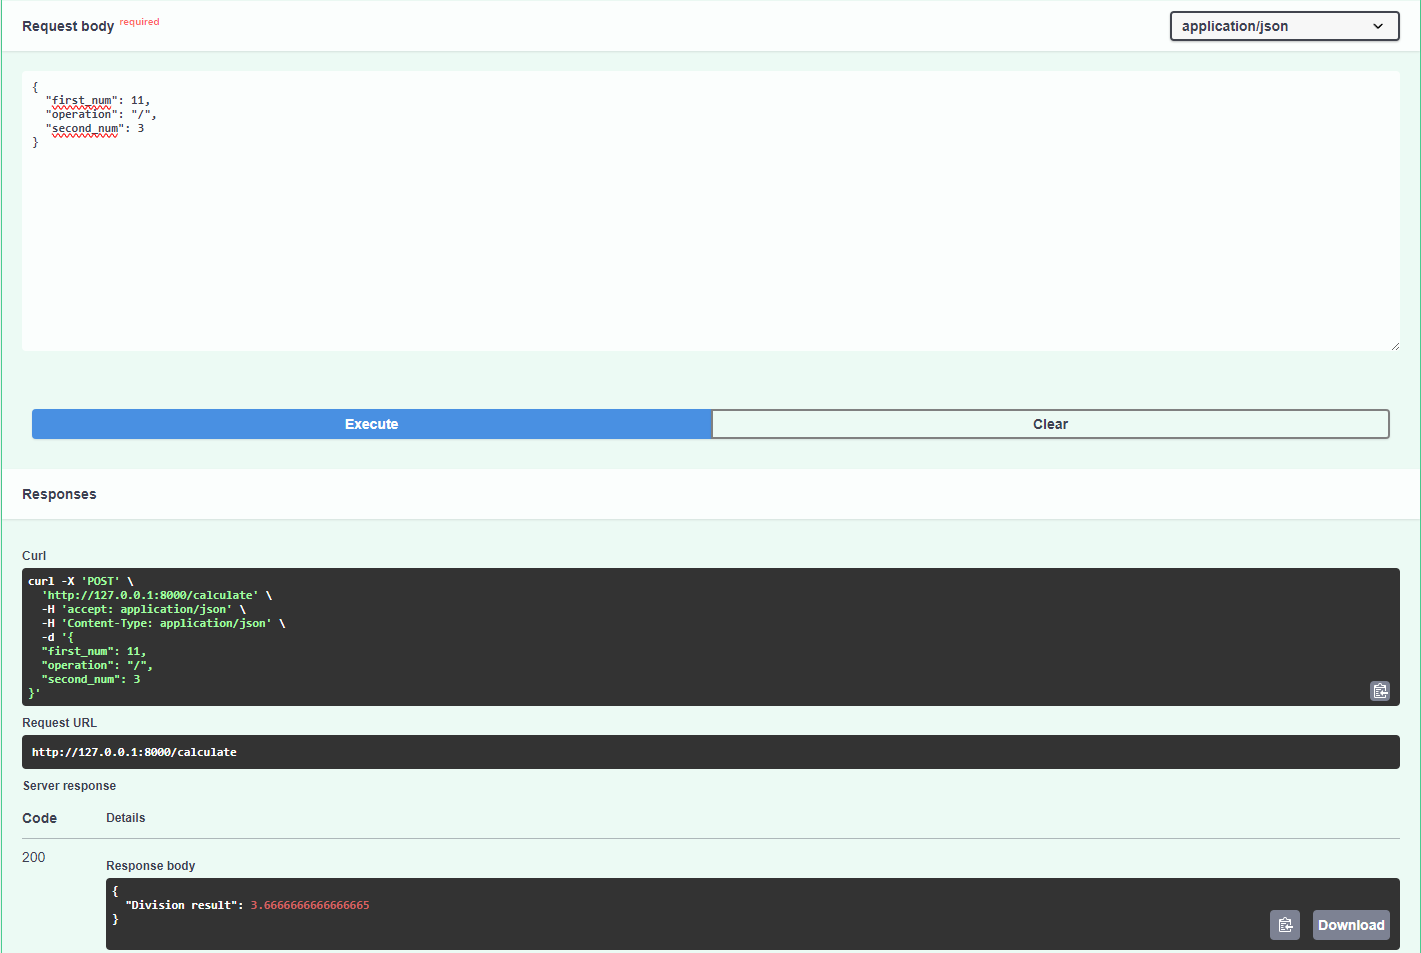 Request body required
application/json
{
  "first_num": 11,
  "operation": "/",
  "second_num": 3
}
Execute
Clear
Responses
Curl
curl -X 'POST' \
  'http://127.0.0.1:8000/calculate' \
  -H 'accept: application/json' \
  -H 'Content-Type: application/json' \
  -d '{
  "first_num": 11,
  "operation": "/",
  "second_num": 3
}'
Request URL
http://127.0.0.1:8000/calculate
Server response
Code Details
200
Response body
{
  "Division result": 3.6666666666666665
}
Download